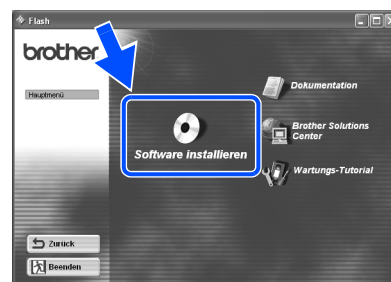 Flash
brother
Hauptmenü
Dokumentation
Brother Solutions
Center
Software installieren
Wartungs-Tutorial
Zurück
Beenden